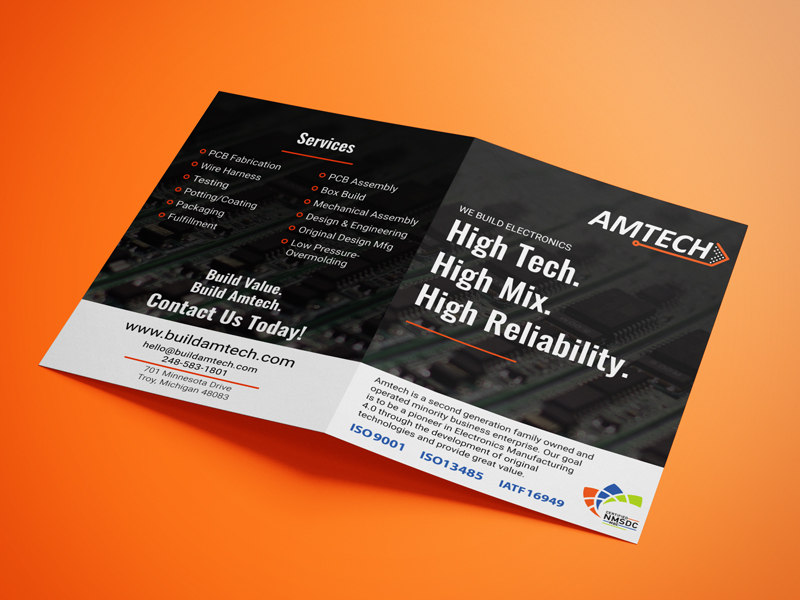 Services
PCB Fabrication
Wire Harness
Testing
Potting/Coating
Packaging
Fulfillment
PCB Assembly
Box Build
Mechanical Assembly
Design & Engineering
Original Design Mfg
Low Pressure-
Overmolding
Build Value.
Build Amtech.
Contact Us Today!
www.buildamtech.com
hello@buildamtech.com
248-583-1801
701 Minnesota Drive
Troy, Michigan 48083
AMTECH
WE BUILD ELECTRONICS
High Tech.
High Mix.
High Reliability.
Amtech is a second generation family owned and
operated minority business enterprise. Our goal
is to be a pioneer in Electronics Manufacturing
4.0 through the development of original
technologies and provide great value.
ISO9001 ISO13485 IATF16949
CERTIFIED
NMSDC